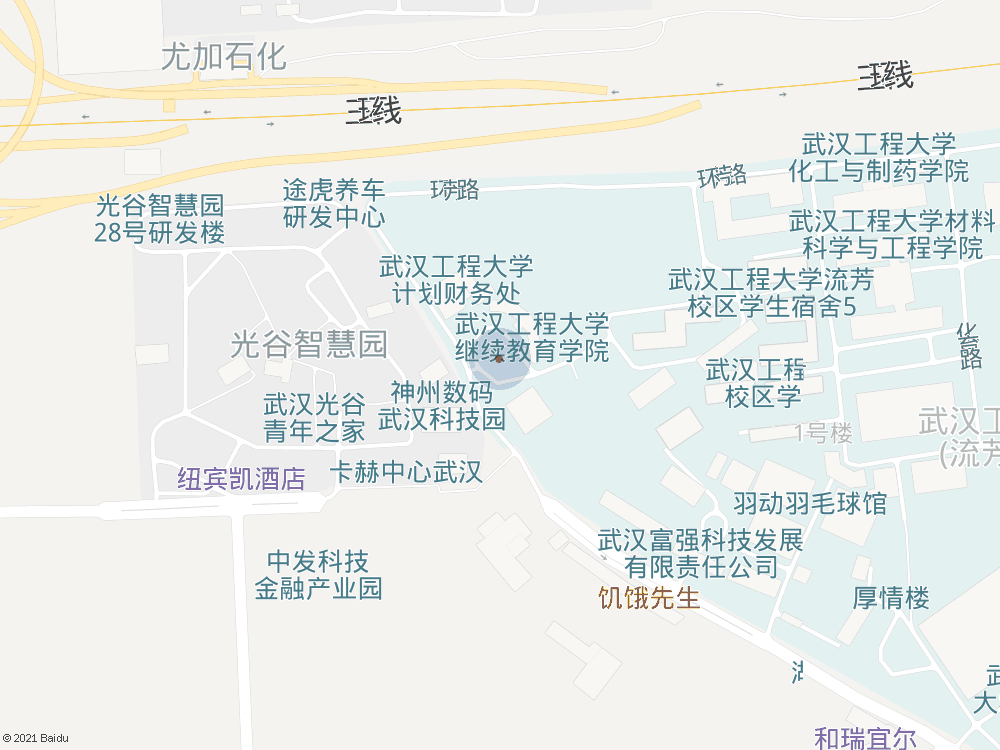 尤加石化
三环线
三环线
武汉工程大学
化工与制药学院
途虎养车
研发中心
光谷智慧园
28号研发楼
武汉工程大学材料
科学与工程学院
武汉工程大学
计划财务处
武汉工程大学流芳
校区学生宿舍5
武汉工程大学
继续教育学院
光谷智慧园
武汉工程
校区学
神州数码
武汉科技园
武汉光谷
青年之家
1号楼
武汉工
(流芳
卡赫中心武汉
纽宾凯酒店
羽动羽毛球馆
武汉富强科技发展
有限责任公司
中发科技
金融产业园
饥饿先生
厚情楼
湖
武
大
和瑞宜尔
© 2021 Baidu